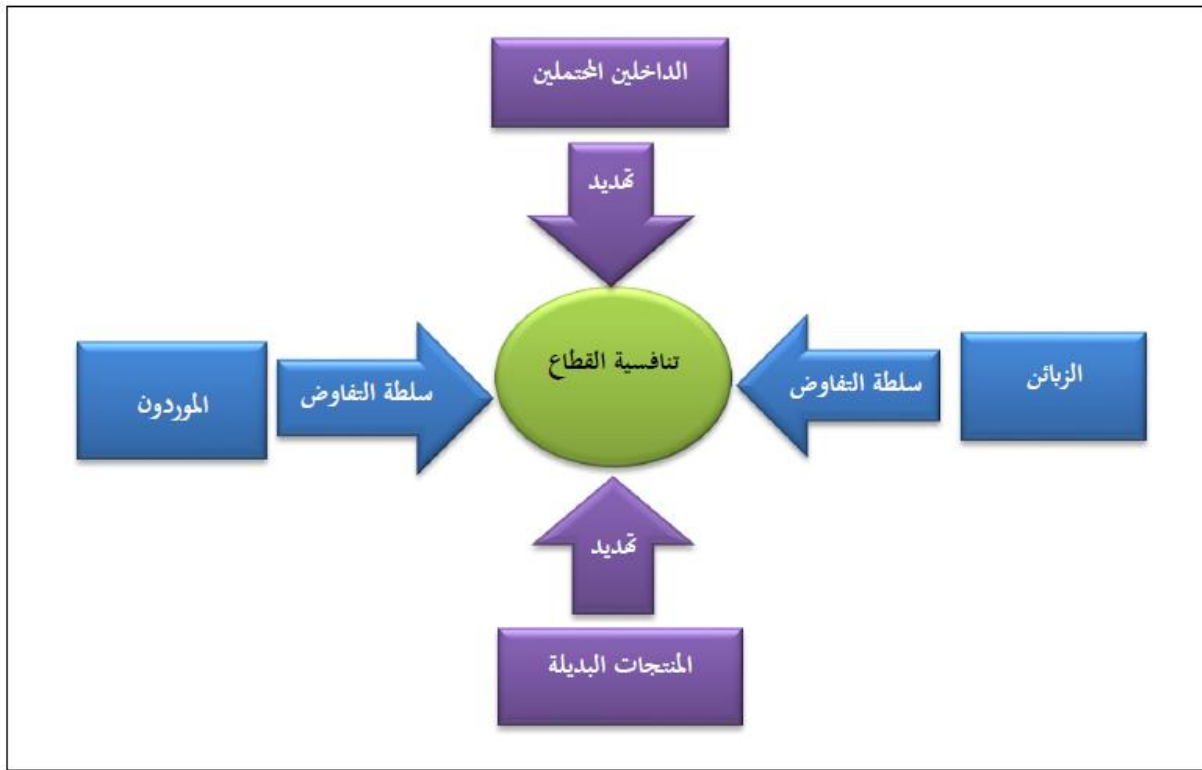 الداخلين المحتملين
تهديد
تنافسية القطاع
الزبائن
سلطة التفاوض
سلطة التفاوض
الموردون
تهديد
المنتجات البديلة